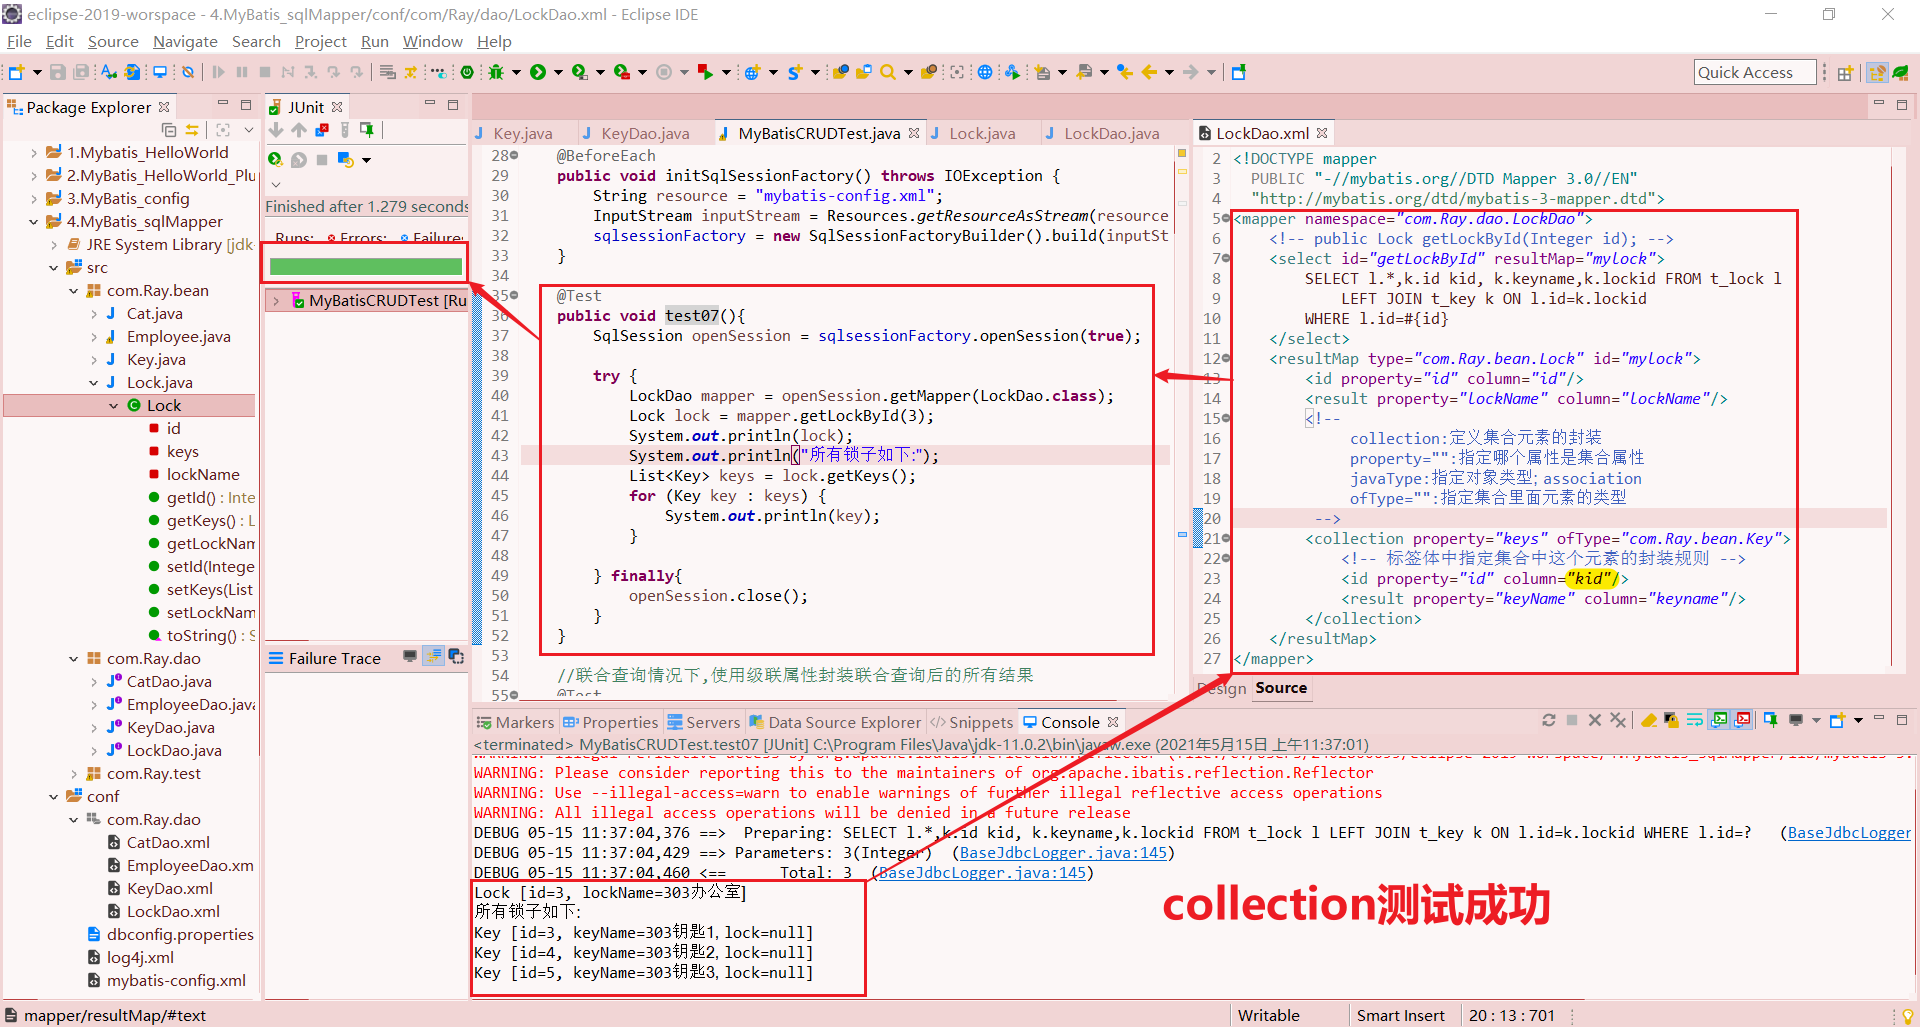 eclipse-2019-worspace - 4.MyBatis_sqlMapper/conf/com/Ray/dao/LockDao.xml - Eclipse IDE
File Edit Source Navigate Search Project Run Window Help
Quick Access
Package Explorer
1.Mybatis_HelloWorld
2.MyBatis_HelloWorld_Plu
3.MyBatis_config
4.MyBatis_sqlMapper
JRE System Library [jdk-
src
com.Ray.bean
Cat.java
Employee.java
Key.java
Lock.java
Lock
id
keys
lockName
getId() : Inte
getKeys() : L
getLockNam
setId(Intege
setKeys(List
setLockNam
toString() : S
com.Ray.dao
CatDao.java
EmployeeDao.java
KeyDao.java
LockDao.java
com.Ray.test
conf
com.Ray.dao
CatDao.xml
EmployeeDao.xm
KeyDao.xml
LockDao.xml
dbconfig.properties
log4j.xml
mybatis-config.xml
JUnit
Finished after 1.279 seconds
Runs: Errors: Failure:
MyBatisCRUDTest [Ru
Failure Trace
Key.java KeyDao.java MyBatisCRUDTest.java Lock.java LockDao.java
28 @BeforeEach
29 public void initSqlSessionFactory() throws IOException {
30 String resource = "mybatis-config.xml";
31 InputStream inputStream = Resources.getResourceAsStream(resource
32 sqlsessionFactory = new SqlSessionFactoryBuilder().build(inputSt
33 }
34
35 @Test
36 public void test07(){
37 SqlSession openSession = sqlsessionFactory.openSession(true);
38
39 try {
40 LockDao mapper = openSession.getMapper(LockDao.class);
41 Lock lock = mapper.getLockById(3);
42 System.out.println(lock);
43 System.out.println("所有锁子如下:");
44 List<Key> keys = lock.getKeys();
45 for (Key key : keys) {
46 System.out.println(key);
47 }
48
49 } finally{
50 openSession.close();
51 }
52 }
53
54 //联合查询情况下,使用级联属性封装联合查询后的所有结果
55 @Test
LockDao.xml
2 <!DOCTYPE mapper
3 PUBLIC "-//mybatis.org//DTD Mapper 3.0//EN"
4 "http://mybatis.org/dtd/mybatis-3-mapper.dtd">
5 <mapper namespace="com.Ray.dao.LockDao">
6 <!-- public Lock getLockById(Integer id); -->
7 <select id="getLockById" resultMap="mylock">
8 SELECT l.*,k.id kid, k.keyname,k.lockid FROM t_lock l
9 LEFT JOIN t_key k ON l.id=k.lockid
10 WHERE l.id=#{id}
11 </select>
12 <resultMap type="com.Ray.bean.Lock" id="mylock">
13 <id property="id" column="id"/>
14 <result property="lockName" column="lockName"/>
15 <!--
16 collection:定义集合元素的封装
17 property="":指定哪个属性是集合属性
18 javaType:指定对象类型; association
19 ofType="":指定集合里面元素的类型
20 -->
21 <collection property="keys" ofType="com.Ray.bean.Key">
22 <!-- 标签体中指定集合中这个元素的封装规则 -->
23 <id property="id" column="kid"/>
24 <result property="keyName" column="keyname"/>
25 </collection>
26 </resultMap>
27 </mapper>
Design Source
Markers Properties Servers Data Source Explorer Snippets Console
<terminated> MyBatisCRUDTest.test07 [JUnit] C:\Program Files\Java\jdk-11.0.2\bin\javaw.exe (2021年5月15日 上午11:37:01)
WARNING: Please consider reporting this to the maintainers of org.apache.ibatis.reflection.Reflector
WARNING: Use --illegal-access=warn to enable warnings of further illegal reflective access operations
WARNING: All illegal access operations will be denied in a future release
DEBUG 05-15 11:37:04,376 ==> Preparing: SELECT l.*,k.id kid, k.keyname,k.lockid FROM t_lock l LEFT JOIN t_key k ON l.id=k.lockid WHERE l.id=? (BaseJdbcLogger
DEBUG 05-15 11:37:04,429 ==> Parameters: 3(Integer) (BaseJdbcLogger.java:145)
DEBUG 05-15 11:37:04,460 <== Total: 3 (BaseJdbcLogger.java:145)
Lock [id=3, lockName=303办公室]
所有锁子如下:
Key [id=3, keyName=303钥匙1, lock=null]
Key [id=4, keyName=303钥匙2, lock=null]
Key [id=5, keyName=303钥匙3, lock=null]
collection测试成功
mapper/resultMap/#text
Writable Smart Insert 20 : 13 : 701